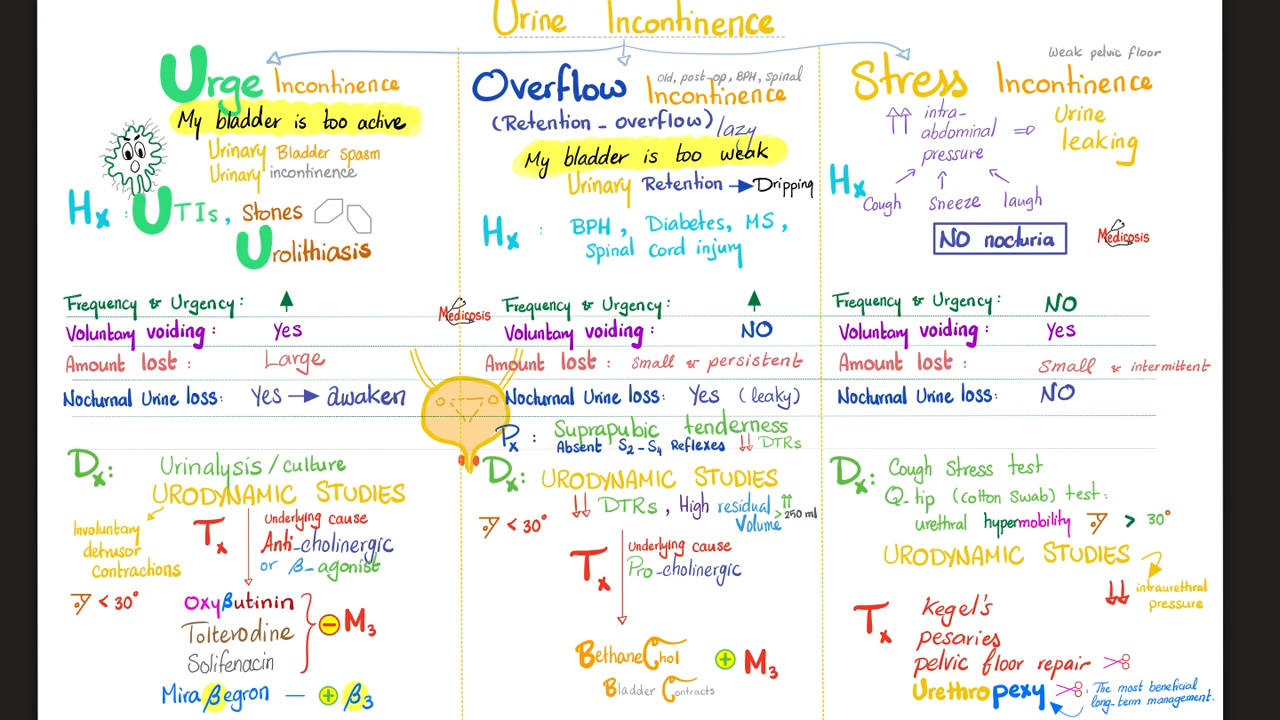 Urine Incontinence
Urge Incontinence
My bladder is too active
Urinary Bladder spasm
Urinary incontinence
Hx : UTIs, Stones
Urolithiasis
Frequency & Urgency: ↑
Voluntary voiding: Yes
Amount lost: Large
Nocturnal Urine loss: Yes → awaken
Dx: Urinalysis / culture
URODYNAMIC STUDIES
Involuntary
detrusor
contractions
< 30°
Tx
Underlying cause
Anti-cholinergic
or β-agonist
Oxyβutinin
Tolterodine
Solifenacin
⊖ M3
Miraβegron — ⊕ β3
Medicosis
Old, post-op, BPH, spinal
Overflow Incontinence
(Retention - overflow) lazy
My bladder is too weak
Urinary Retention → Dripping
Hx : BPH, Diabetes, MS,
Spinal cord injury
Frequency & Urgency: ↑
Voluntary voiding: NO
Amount lost: small & persistent
Nocturnal Urine loss: Yes (leaky)
Px : Suprapubic tenderness
Absent S2-S4 Reflexes ↓↓ DTRs
Dx: URODYNAMIC STUDIES
↓↓ DTRs, High residual Volume ↑↑ > 250 ml
< 30°
Tx
Underlying cause
Pro-cholinergic
BethaneChol ⊕ M3
Bladder Contracts
Weak pelvic floor
Stress Incontinence
↑↑ intra-abdominal pressure ⇒ Urine leaking
Hx
Cough Sneeze laugh
NO nocturia
Medicosis
Frequency & Urgency: NO
Voluntary voiding: Yes
Amount lost: Small & intermittent
Nocturnal Urine loss: NO
Dx: Cough Stress test
Q-tip (cotton swab) test:
urethral hypermobility > 30°
URODYNAMIC STUDIES
↓↓ intraurethral pressure
Tx
Kegel's
pesaries
pelvic floor repair
Urethropexy : The most beneficial
long-term management.